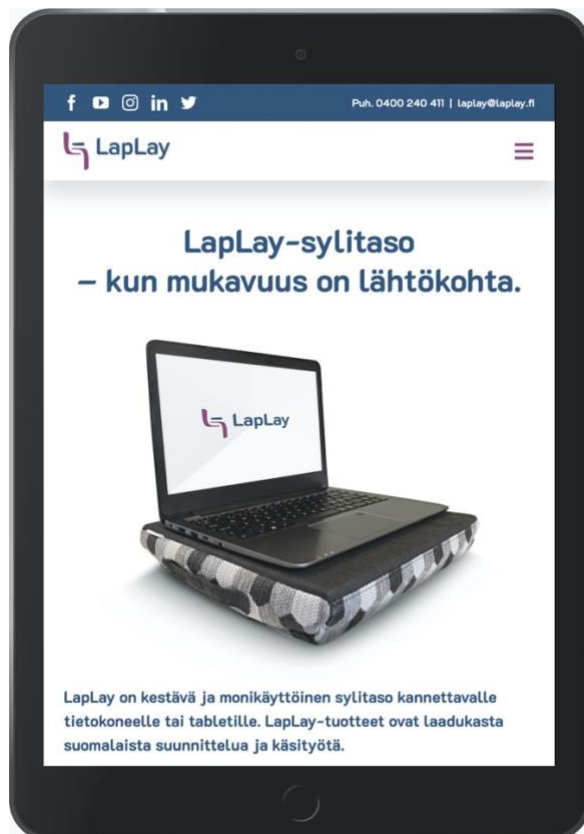 Puh. 0400 240 411 | laplay@laplay.fi
LapLay
LapLay-sylitaso
– kun mukavuus on lähtökohta.
LapLay
LapLay on kestävä ja monikäyttöinen sylitaso kannettavalle
tietokoneelle tai tabletille. LapLay-tuotteet ovat laadukasta
suomalaista suunnittelua ja käsityötä.